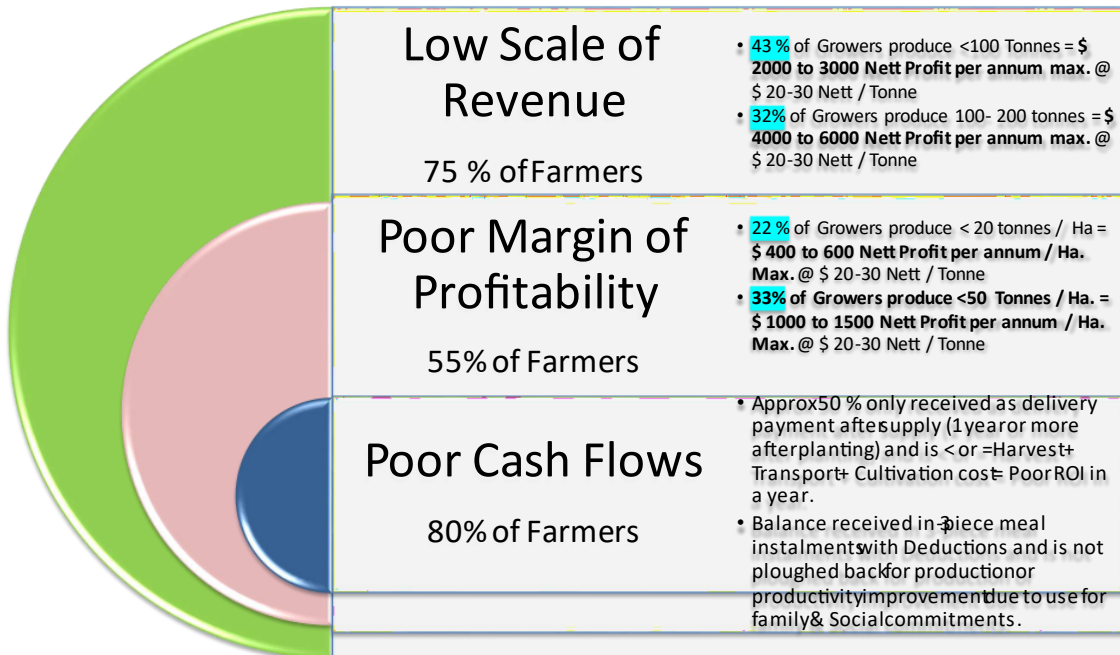 Low Scale of
Revenue
75 % of Farmers
• 43 % of Growers produce <100 Tonnes = $
2000 to 3000 Nett Profit per annum max. @
$ 20-30 Nett / Tonne
• 32% of Growers produce 100- 200 tonnes = $
4000 to 6000 Nett Profit per annum max. @
$ 20-30 Nett / Tonne
Poor Margin of
Profitability
55% of Farmers
• 22 % of Growers produce < 20 tonnes / Ha =
$ 400 to 600 Nett Profit per annum / Ha.
Max. @ $ 20-30 Nett / Tonne
• 33% of Growers produce <50 Tonnes / Ha. =
$ 1000 to 1500 Nett Profit per annum / Ha.
Max. @ $ 20-30 Nett / Tonne
Poor Cash Flows
80% of Farmers
• Approx50 % only received as delivery
payment after supply (1year or more
after planting) and is < or = Harvest+
Transport+ Cultivation cost= Poor ROI in
a year.
• Balance received in piece meal
instalments with Deductions and is not
ploughed back for production or
productivity improvement due to use for
family & Social commitments .